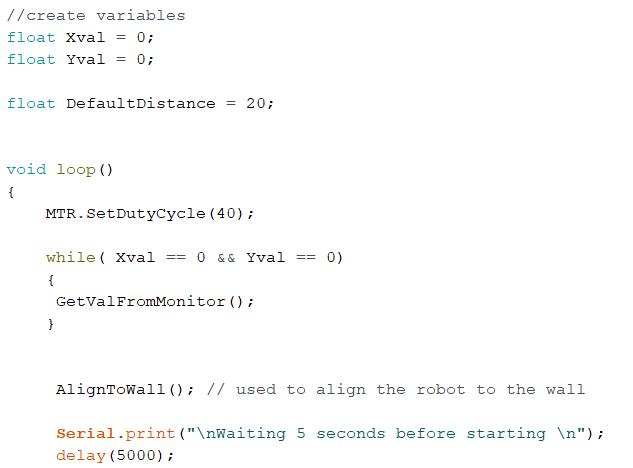 //create variables
float Xval = 0;
float Yval = 0;
float DefaultDistance = 20;
void loop()
{
MTR.SetDutyCycle(40);
while( Xval == 0 && Yval == 0)
{
GetValFromMonitor();
}
AlignToWall(); // used to align the robot to the wall
Serial.print("\nWaiting 5 seconds before starting \n");
delay(5000);